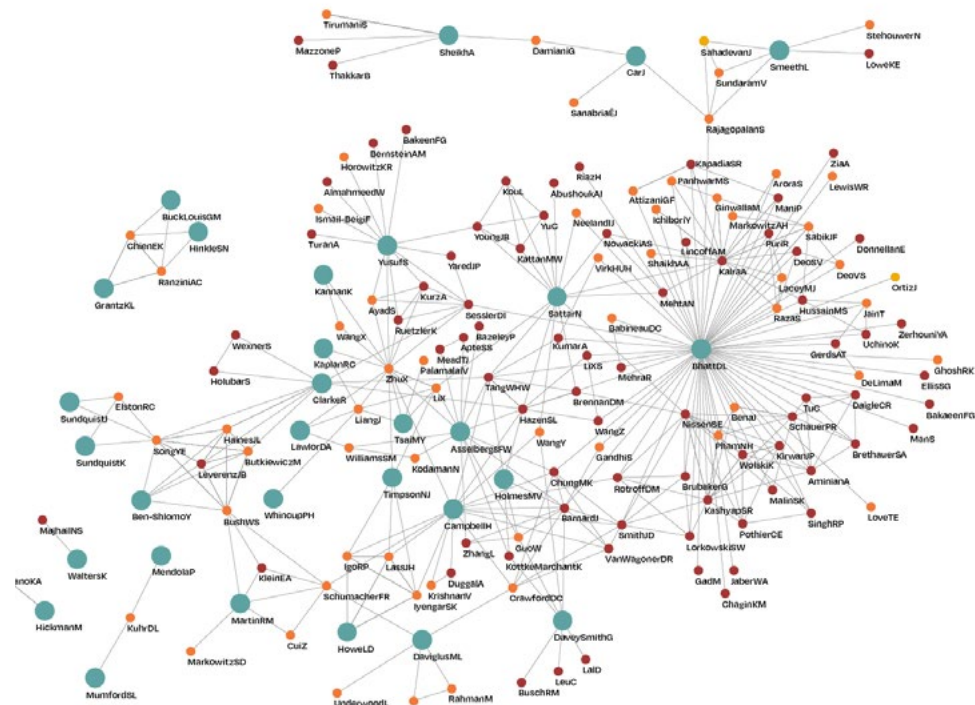 TirumaniS
MazzoneP
SheikhA
DamianiG
ThakkarB
CarJ
SanabriaEJ
SahadevanJ
StehouwerN
SmeethL
LoweKE
SundaramV
RajagopalanS
BakeenFG
BernsteinAM
HorowitzKR
AlmahmeedW
Ismail-BeigiF
TuranA
YusufS
YaredJP
KouL
YoungJB
YuC
KattanMW
RiazH
AbushoukAI
NeelandIJ
NowackiAS
VirkHUH
ShaikhAA
KapadiaSR
PanhwarMS
AttizaniGF
IchiboriY
GinwallaM
MarkowitzAH
LincoffAM
KalraA
AroraS
ManiP
ZiaA
LewisWR
SabikJF
PuriR
DeoSV
DonnellanE
DeoVS
LaceyMJ
OrtizJ
RazaS
HussainMS
JainT
UchinoK
ZerhouniYA
GerdsAT
GhoshRK
DeLimaM
EllisSG
BakaeenFG
ManS
BuckLouisGM
HinkleSN
ChienEK
RanziniAC
GrantzKL
KannanK
WangX
KaplanRC
AyadS
KurzA
RuetzlerK
SesslerDI
BazeleyP
ApteSS
MeadTJ
PalamalaiV
ZhuX
LiX
SattarN
MehtaN
BabineauDC
KumarA
LiXS
MehraR
TangWHW
BrennanDM
BhattDL
WexnerS
HolubarS
ClarkeR
LiangJ
LawlorDA
WilliamsSM
TsaiMY
KodamanN
AsselbergsFW
HazenSL
WangY
WangZ
GandhiS
SundquistJ
ElstonRC
SundquistK
SongYE
HainesJL
ButkiewiczM
LeverenzJB
Ben-ShlomoY
BushWS
WhincupPH
TimpsonNJ
HolmesMV
ChungMK
CampbellH
BarnardJ
RotroffDM
SmithJD
VanWagonerDR
NissenSE
BenaJ
PhamNH
WolskiK
KirwanJP
TuC
SchauerPR
DaigleCR
BrethauerSA
AminianA
BrubakerG
KashyapSR
PothierCE
MalinSK
SinghRP
LoveTE
LorkowskiSW
GadM
JaberWA
ChaginKM
MajhailNS
WaltersK
MendolaP
HickmanM
KuhrDL
MumfordSL
KleinEA
MartinRM
MarkowitzSD
CuiZ
SchumacherFR
IgoRP
LaiUH
HoweLD
ZhangL
GuoW
KottkeMarchantK
DuggalA
KrishnanV
IyengarSK
CrawfordDC
DaviglusML
RahmanM
DaveySmithG
LalD
LeuC
BuschRM